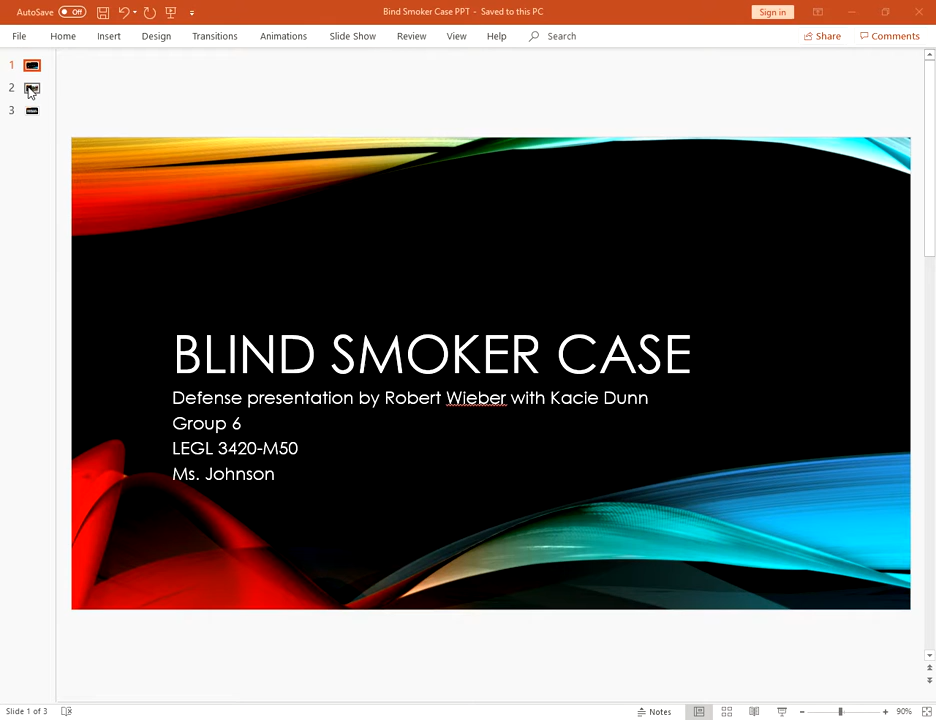 AutoSave Off Bind Smoker Case PPT - Saved to this PC Sign in
File Home Insert Design Transitions Animations Slide Show Review View Help Search Share Comments
1
2
3
BLIND SMOKER CASE
Defense presentation by Robert Wieber with Kacie Dunn
Group 6
LEGL 3420-M50
Ms. Johnson
Slide 1 of 3 Notes 90%